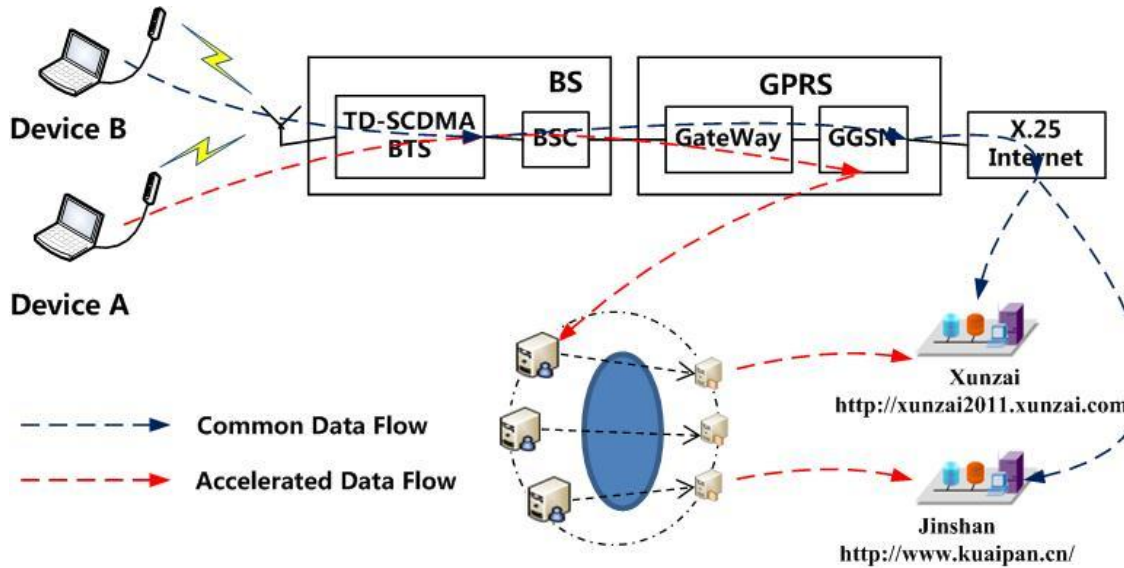 Device B
Device A
BS
TD-SCDMA
BTS
BSC
GPRS
GateWay
GGSN
X.25
Internet
Xunzai
http://xunzai2011.xunzai.com
Common Data Flow
Accelerated Data Flow
Jinshan
http://www.kuaipan.cn/